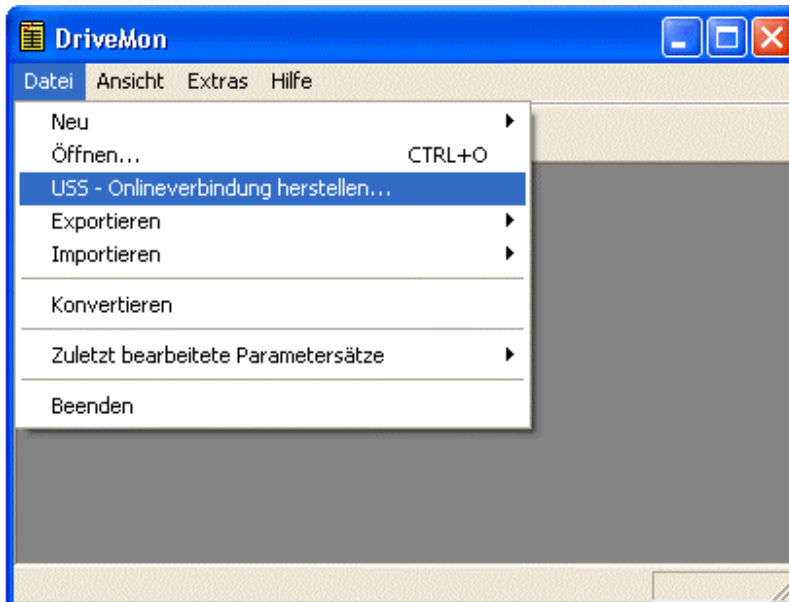 DriveMon
Datei Ansicht Extras Hilfe
Neu
Öffnen... CTRL+O
USS - Onlineverbindung herstellen...
Exportieren
Importieren
Konvertieren
Zuletzt bearbeitete Parametersätze
Beenden